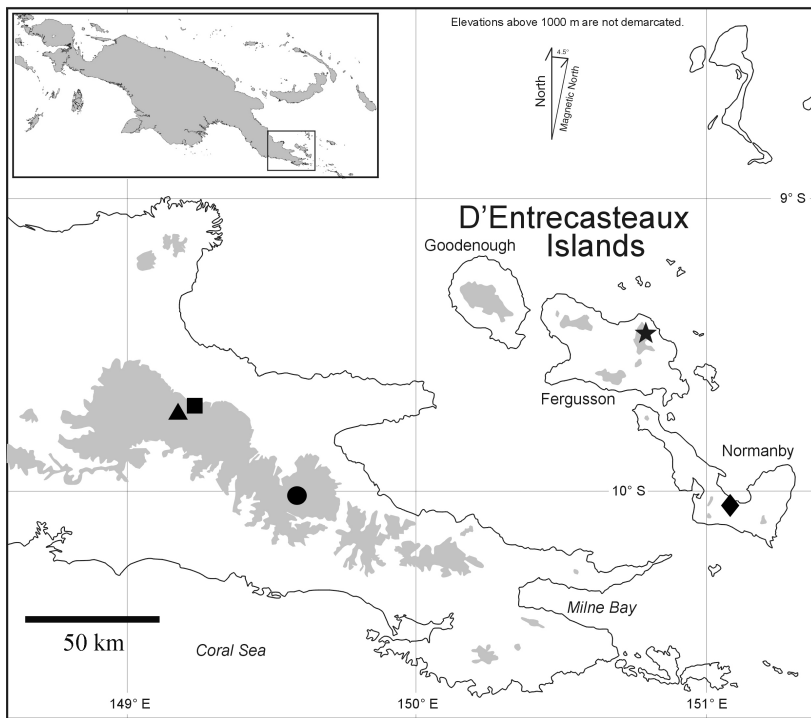 Elevations above 1000 m are not demarcated.
4.5°
North
Magnetic North
9° S
D'Entrecasteaux
Islands
Goodenough
Fergusson
Normanby
10° S
50 km
Milne Bay
Coral Sea
149° E
150° E
151° E